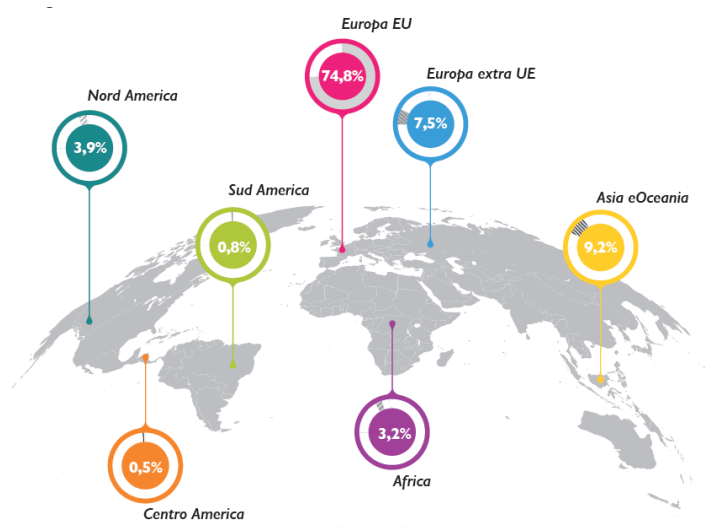 Europa EU
74,8%
Europa extra UE
7,5%
Nord America
3,9%
Sud America
0,8%
Asia eOceania
9,2%
3,2%
Africa
0,5%
Centro America